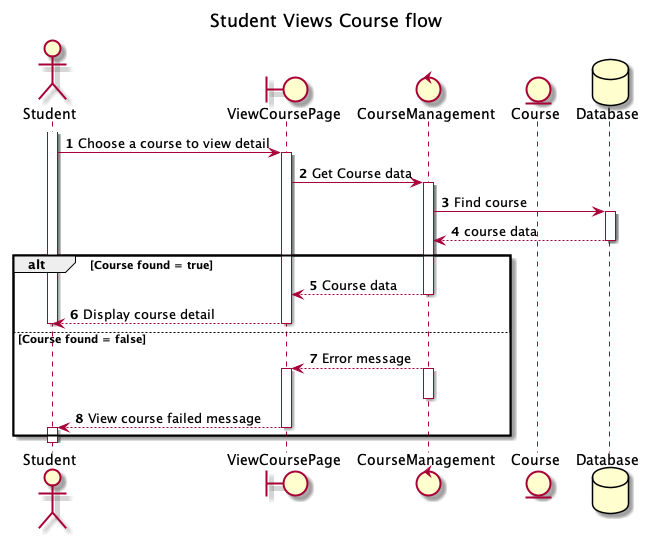 Student Views Course flow
Student ViewCoursePage CourseManagement Course Database
1 Choose a course to view detail
2 Get Course data
3 Find course
4 course data
alt [Course found = true]
5 Course data
6 Display course detail
[Course found = false]
7 Error message
8 View course failed message
Student ViewCoursePage CourseManagement Course Database